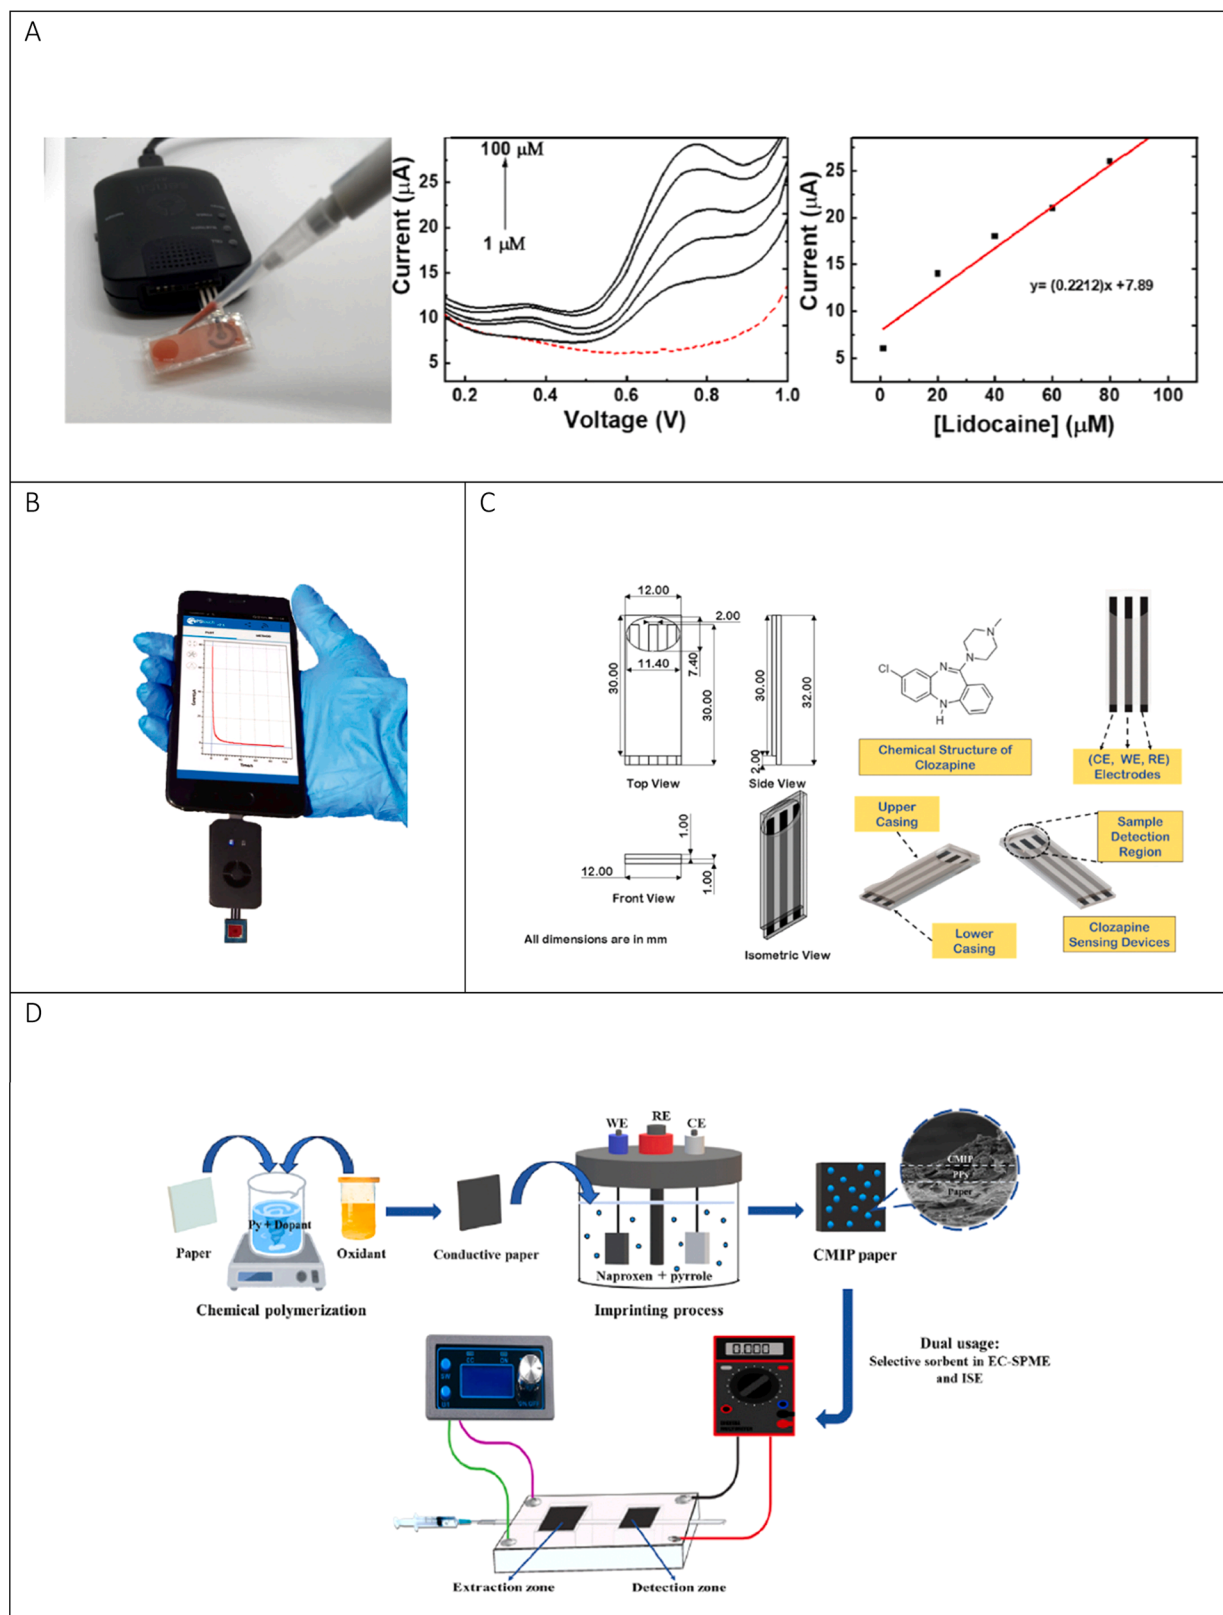 A
Current (μA)
25
20
15
10
5
100 μM
1 μM
0.2
0.4
0.6
0.8
1.0
Voltage (V)
Current (μA)
25
20
15
10
5
y= (0.2212)x +7.89
0
20
40
60
80
100
[Lidocaine] (μM)
B
C
12.00
2.00
30.00
11.40
7.40
30.00
Top View
30.00
32.00
2.00
Side View
1.00
12.00
1.00
Front View
All dimensions are in mm
Isometric View
Cl
N
N
N
N
H
Chemical Structure of
Clozapine
(CE, WE, RE)
Electrodes
Upper
Casing
Sample
Detection
Region
Lower
Casing
Clozapine
Sensing Devices
D
Paper
Py + Dopant
Oxidant
Chemical polymerization
Conductive paper
WE
RE
CE
Naproxen + pyrrole
Imprinting process
CMIP paper
CMIP
PPy
Paper
Dual usage:
Selective sorbent in EC-SPME
and ISE
0000
Extraction zone
Detection zone